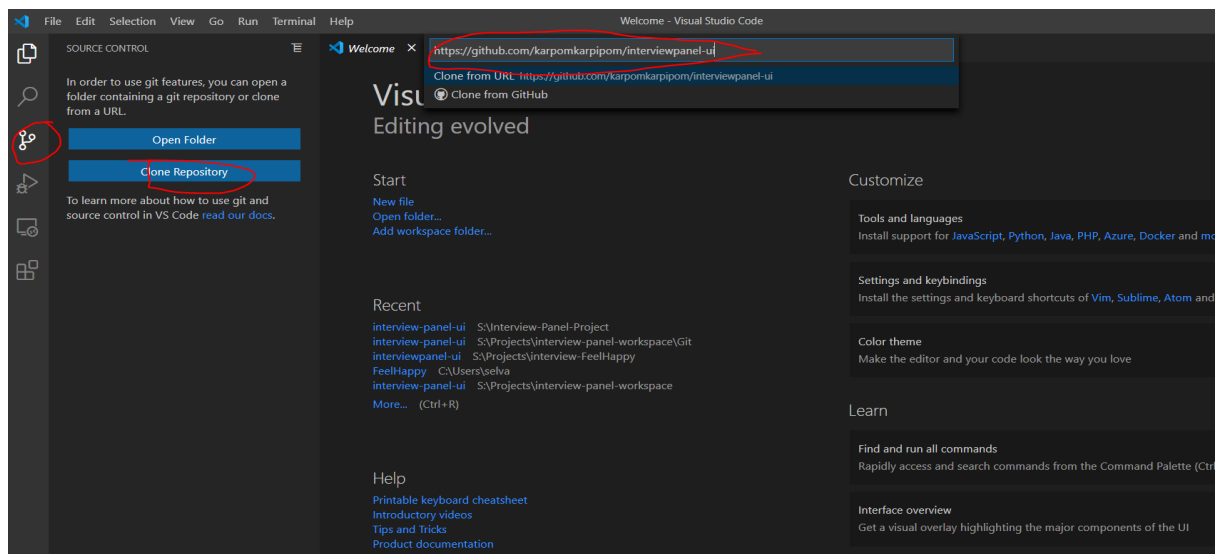 File Edit Selection View Go Run Terminal Help
Welcome - Visual Studio Code
SOURCE CONTROL
In order to use git features, you can open a
folder containing a git repository or clone
from a URL.
Open Folder
Clone Repository
To learn more about how to use git and
source control in VS Code read our docs.
Welcome
https://github.com/karpomkarpipom/interviewpanel-ui
Clone from URL https://github.com/karpomkarpipom/interviewpanel-ui
Clone from GitHub
Editing evolved
Start
New file
Open folder...
Add workspace folder...
Recent
interview-panel-ui S:\Interview-Panel-Project
interview-panel-ui S:\Projects\interview-panel-workspace\Git
interviewpanel-ui S:\Projects\interview-FeelHappy
FeelHappy C:\Users\selva
interview-panel-ui S:\Projects\interview-panel-workspace
More... (Ctrl+R)
Help
Printable keyboard cheatsheet
Introductory videos
Tips and Tricks
Product documentation
Customize
Tools and languages
Install support for JavaScript, Python, Java, PHP, Azure, Docker and
Settings and keybindings
Install the settings and keyboard shortcuts of Vim, Sublime, Atom and
Color theme
Make the editor and your code look the way you love
Learn
Find and run all commands
Rapidly access and search commands from the Command Palette
Interface overview
Get a visual overlay highlighting the major components of the UI